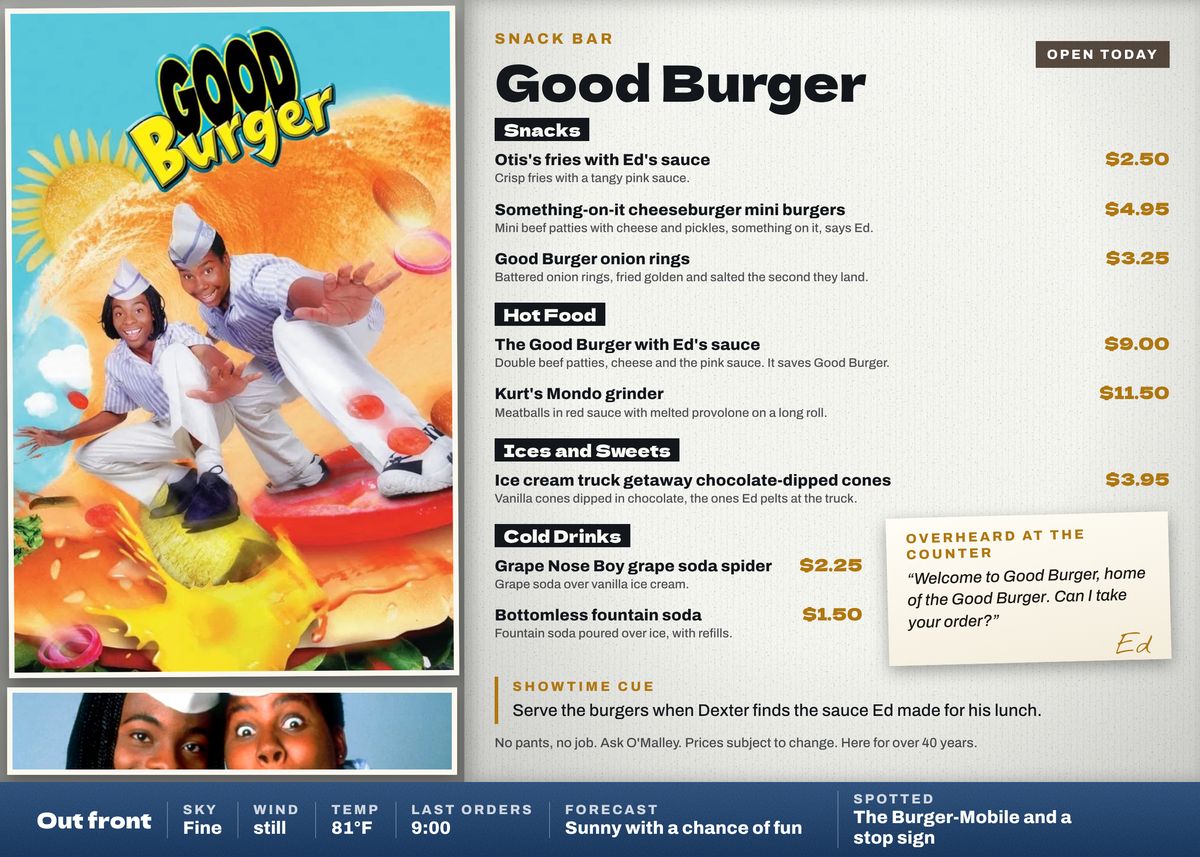 GOOD
Burger
SNACK BAR
OPEN TODAY
Good Burger
Snacks
Otis's fries with Ed's sauce $2.50
Crisp fries with a tangy pink sauce.
Something-on-it cheeseburger mini burgers $4.95
Mini beef patties with cheese and pickles, something on it, says Ed.
Good Burger onion rings $3.25
Battered onion rings, fried golden and salted the second they land.
Hot Food
The Good Burger with Ed's sauce $9.00
Double beef patties, cheese and the pink sauce. It saves Good Burger.
Kurt's Mondo grinder $11.50
Meatballs in red sauce with melted provolone on a long roll.
Ices and Sweets
Ice cream truck getaway chocolate-dipped cones $3.95
Vanilla cones dipped in chocolate, the ones Ed pelts at the truck.
Cold Drinks
Grape Nose Boy grape soda spider $2.25
Grape soda over vanilla ice cream.
Bottomless fountain soda $1.50
Fountain soda poured over ice, with refills.
OVERHEARD AT THE
COUNTER
“Welcome to Good Burger, home
of the Good Burger. Can I take
your order?”
Ed
SHOWTIME CUE
Serve the burgers when Dexter finds the sauce Ed made for his lunch.
No pants, no job. Ask O'Malley. Prices subject to change. Here for over 40 years.
Out front
SKY
Fine
WIND
still
TEMP
81°F
LAST ORDERS
9:00
FORECAST
Sunny with a chance of fun
SPOTTED
The Burger-Mobile and a
stop sign